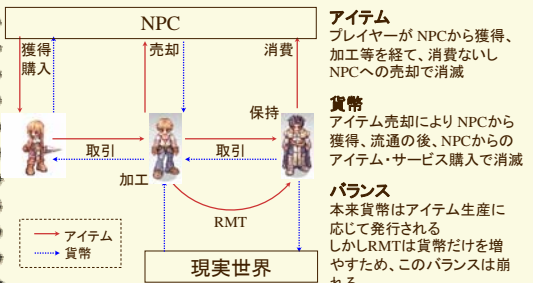 NPC
獲得
購入
売却
消費
保持
取引
取引
加工
RMT
アイテム
貨幣
現実世界
アイテム
プレイヤーが NPCから獲得、
加工等を経て、消費ないし
NPCへの売却で消滅
貨幣
アイテム売却により NPCから
獲得、流通の後、NPCからの
アイテム・サービス購入で消滅
バランス
本来貨幣はアイテム生産に
応じて発行される
しかしRMTは貨幣だけを増
やすため、このバランスは崩
れる